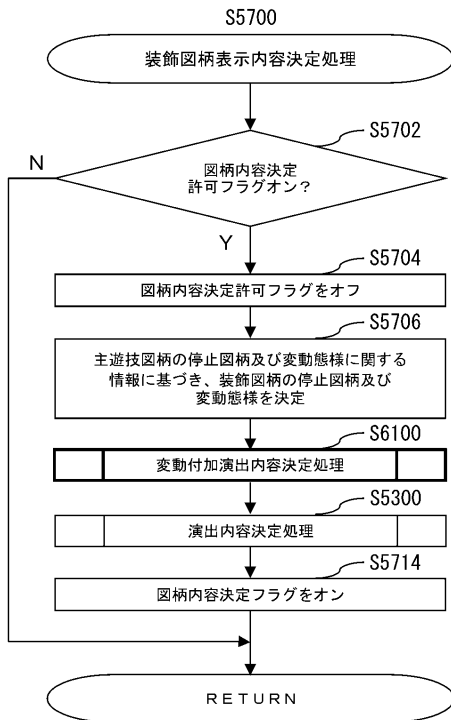 S5700
装飾図柄表示内容決定処理
S5702
図柄内容決定
許可フラグオン？
N
Y
S5704
図柄内容決定許可フラグをオフ
S5706
主遊技図柄の停止図柄及び変動態様に関する
情報に基づき、装飾図柄の停止図柄及び
変動態様を決定
S6100
変動付加演出内容決定処理
S5300
演出内容決定処理
S5714
図柄内容決定フラグをオン
ＲＥＴＵＲＮ